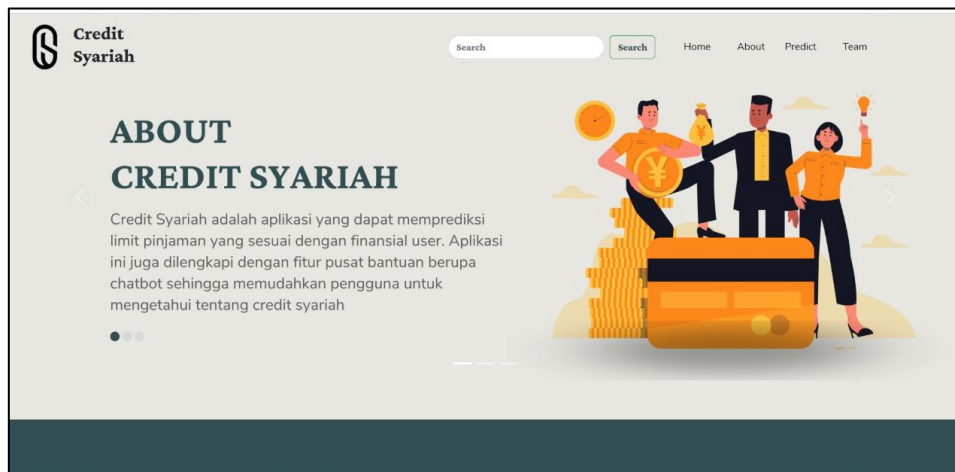 Credit
Syariah
Search
Search
Home
About
Predict
Team
ABOUT
CREDIT SYARIAH
Credit Syariah adalah aplikasi yang dapat memprediksi
limit pinjaman yang sesuai dengan finansial user. Aplikasi
ini juga dilengkapi dengan fitur pusat bantuan berupa
chatbot sehingga memudahkan pengguna untuk
mengetahui tentang credit syariah
¥
¥